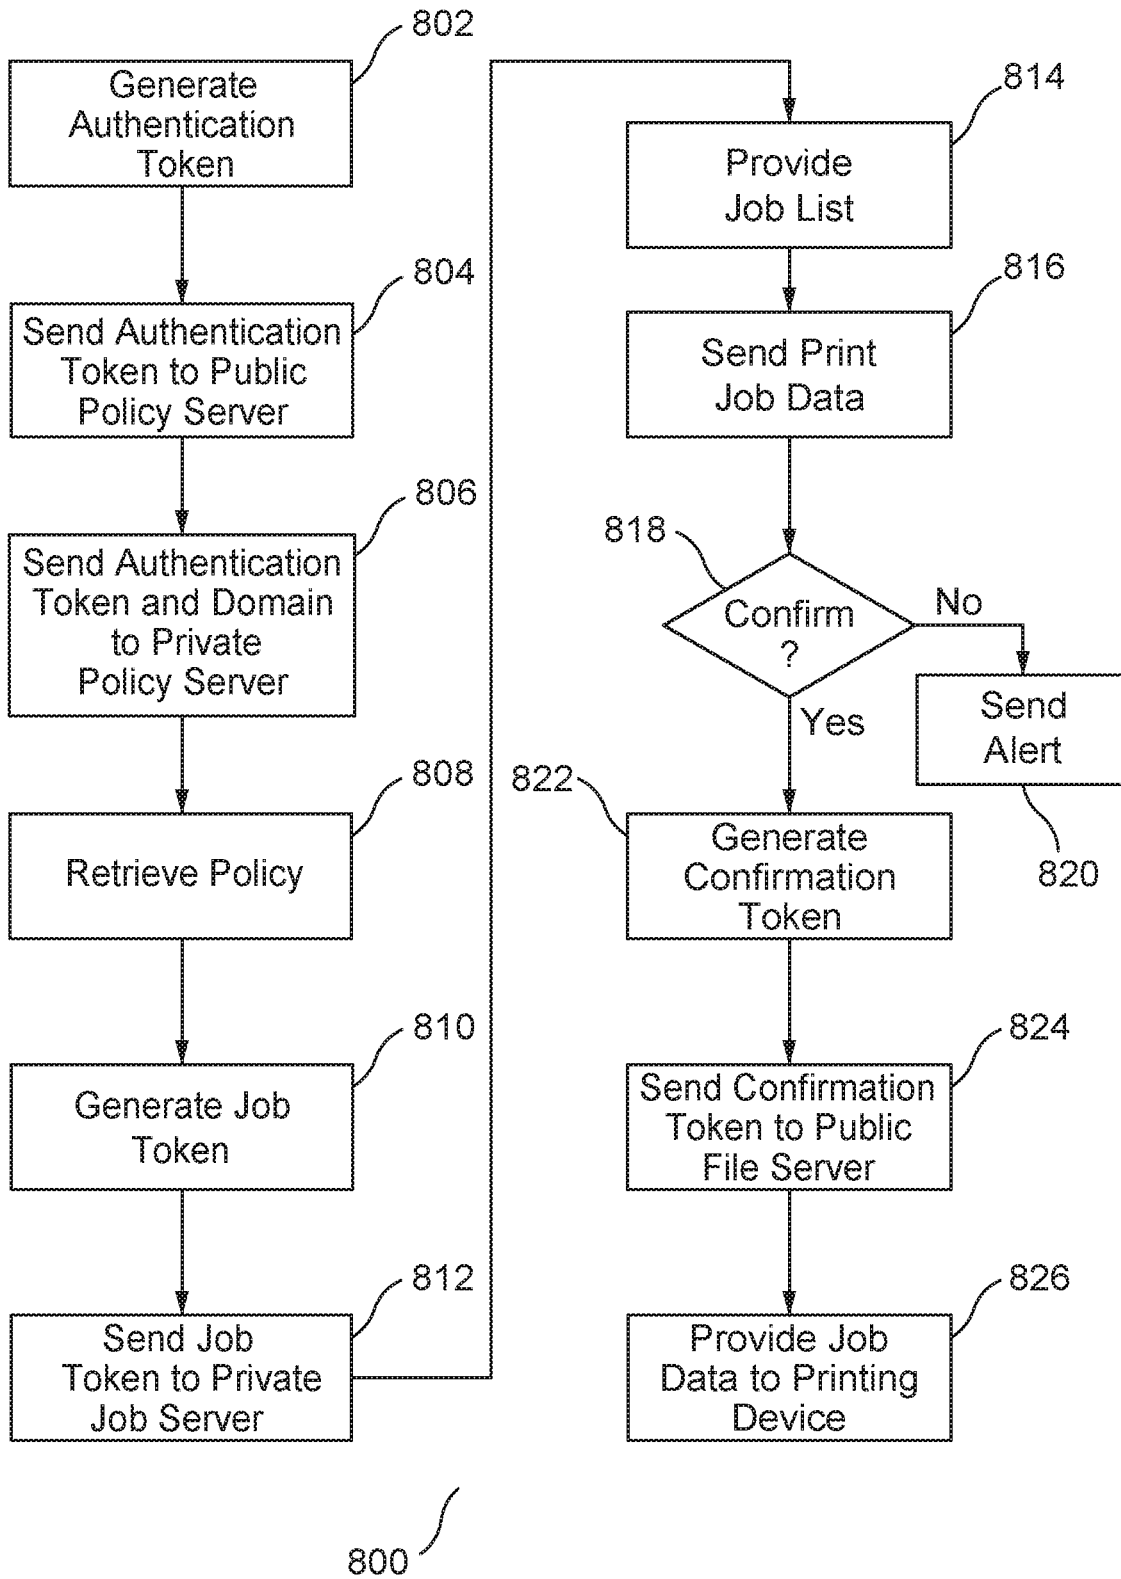 802
Generate
Authentication
Token
804
Send Authentication
Token to Public
Policy Server
806
Send Authentication
Token and Domain
to Private
Policy Server
808
Retrieve Policy
810
Generate Job
Token
812
Send Job
Token to Private
Job Server
814
Provide
Job List
816
Send Print
Job Data
818
Confirm
?
No
Yes
Send
Alert
820
822
Generate
Confirmation
Token
824
Send Confirmation
Token to Public
File Server
826
Provide Job
Data to Printing
Device
800